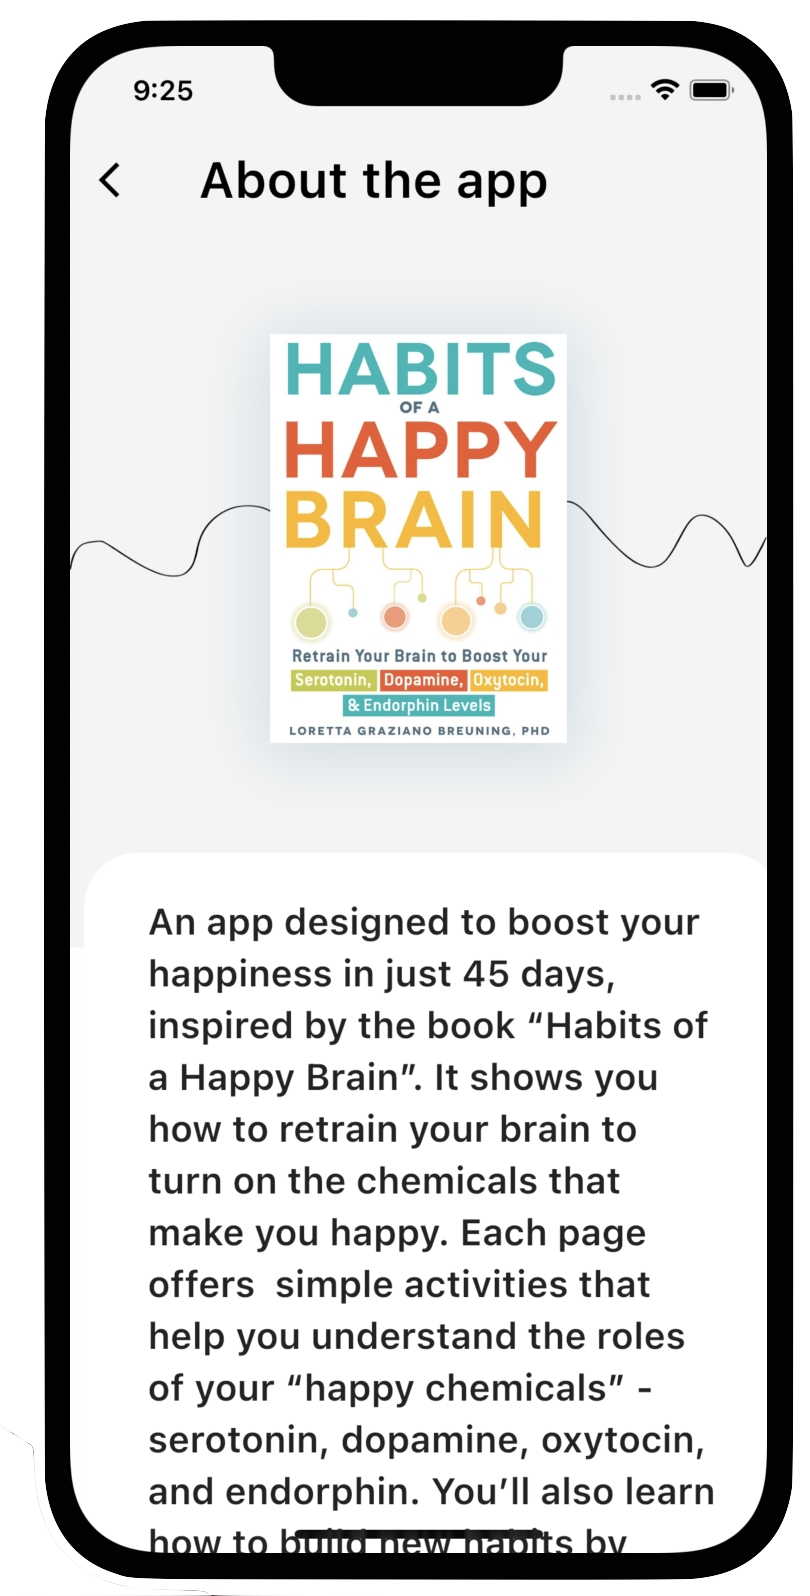 9:25
About the app
HABITS
OF A
HAPPY
BRAIN
Retrain Your Brain to Boost Your
Serotonin, Dopamine, Oxytocin,
& Endorphin Levels
LORETTA GRAZIANO BREUNING, PHD
An app designed to boost your
happiness in just 45 days,
inspired by the book “Habits of
a Happy Brain”. It shows you
how to retrain your brain to
turn on the chemicals that
make you happy. Each page
offers  simple activities that
help you understand the roles
of your “happy chemicals” -
serotonin, dopamine, oxytocin,
and endorphin. You’ll also learn
how to build new habits by